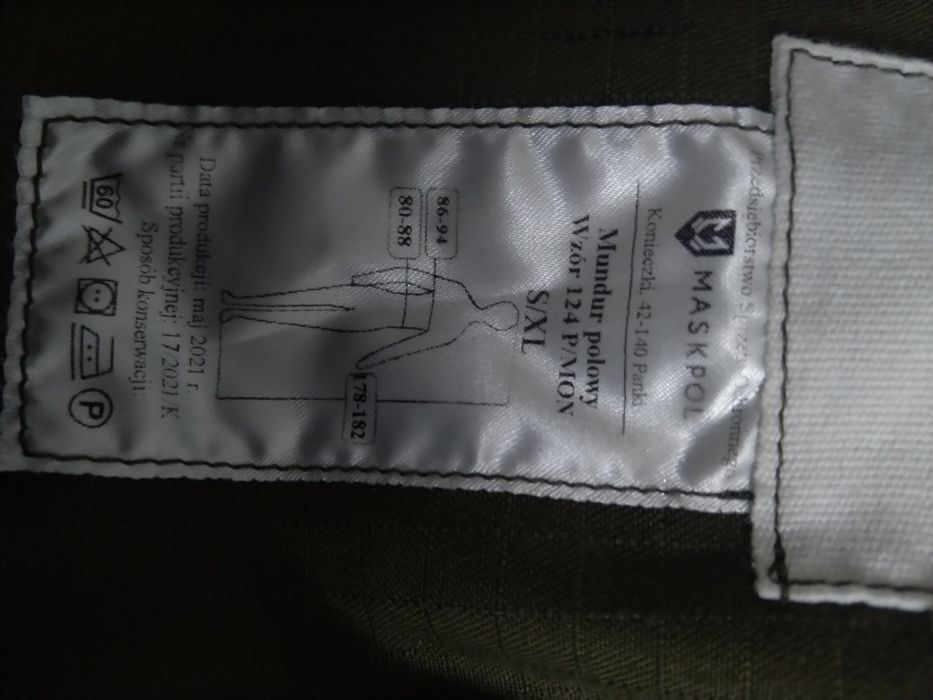 Przedsiębiorstwo
MASKPOL
Konieczki, 42-140 Panki
Mundur polowy
Wzór 124 P/MON
S/XL
86-94
80-88
178-182
Data produkcji: maj 2021 r.
partii produkcyjnej: 17/2021/K
Sposób konserwacji:
60
P